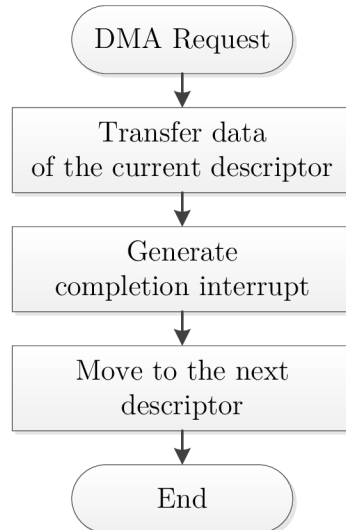 DMA Request
Transfer data
of the current descriptor
Generate
completion interrupt
Move to the next
descriptor
End